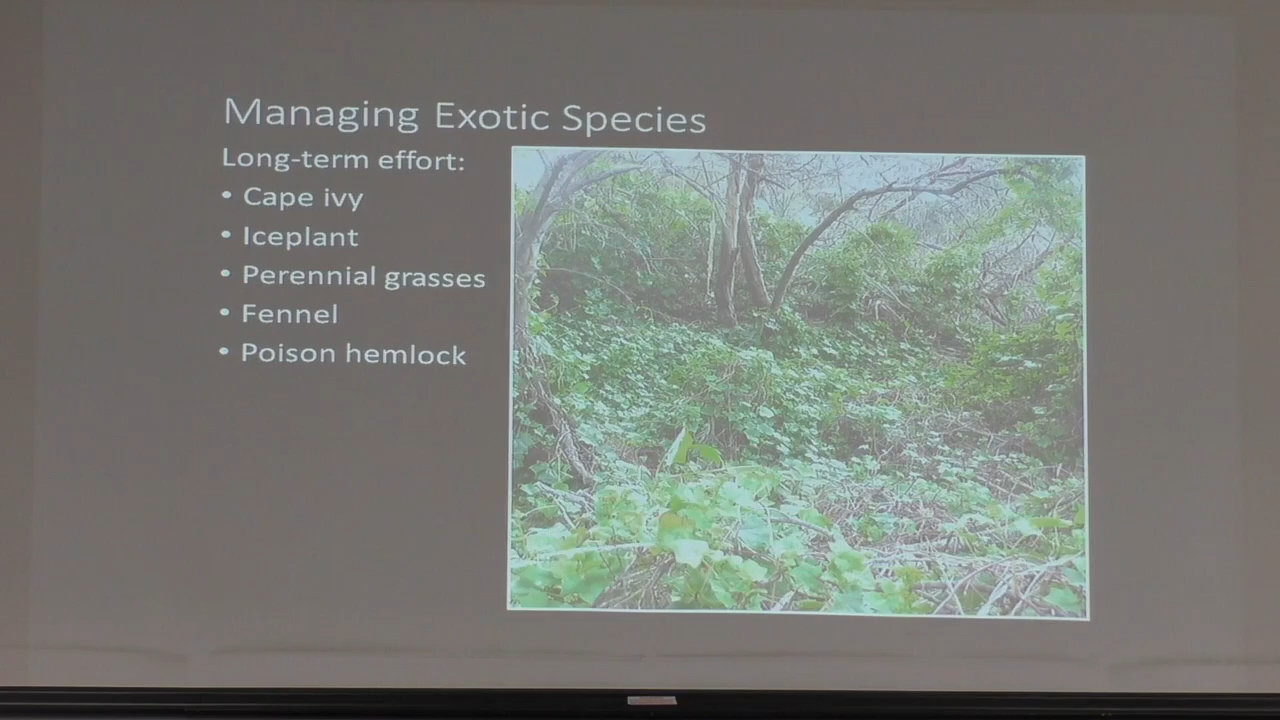 Managing Exotic Species
Long-term effort:
• Cape ivy
• Iceplant
• Perennial grasses
• Fennel
• Poison hemlock